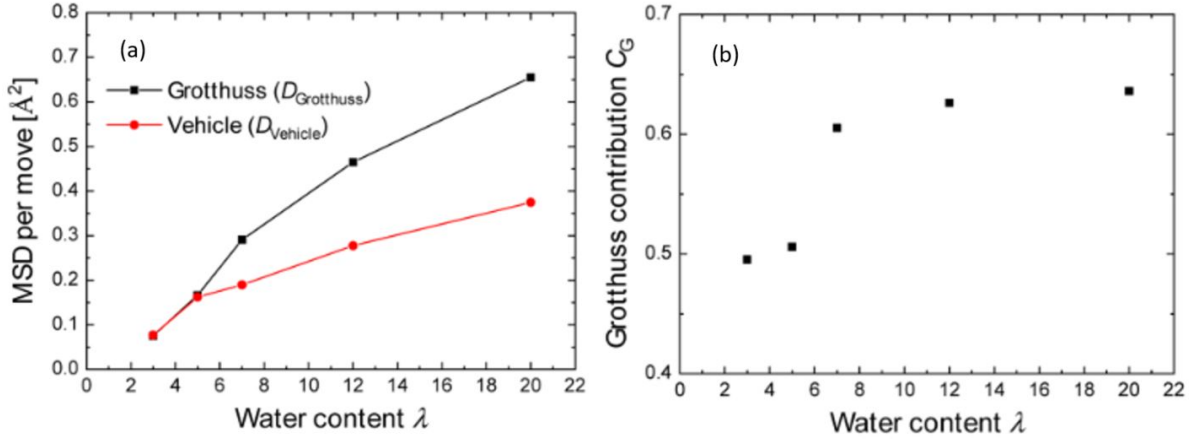 (a)
Grotthuss (D_Grotthuss)
Vehicle (D_Vehicle)
MSD per move [Å²]
0.8
0.7
0.6
0.5
0.4
0.3
0.2
0.1
0.0
0 2 4 6 8 10 12 14 16 18 20 22
Water content λ
(b)
Grotthuss contribution C_G
0.7
0.6
0.5
0.4
0 2 4 6 8 10 12 14 16 18 20 22
Water content λ